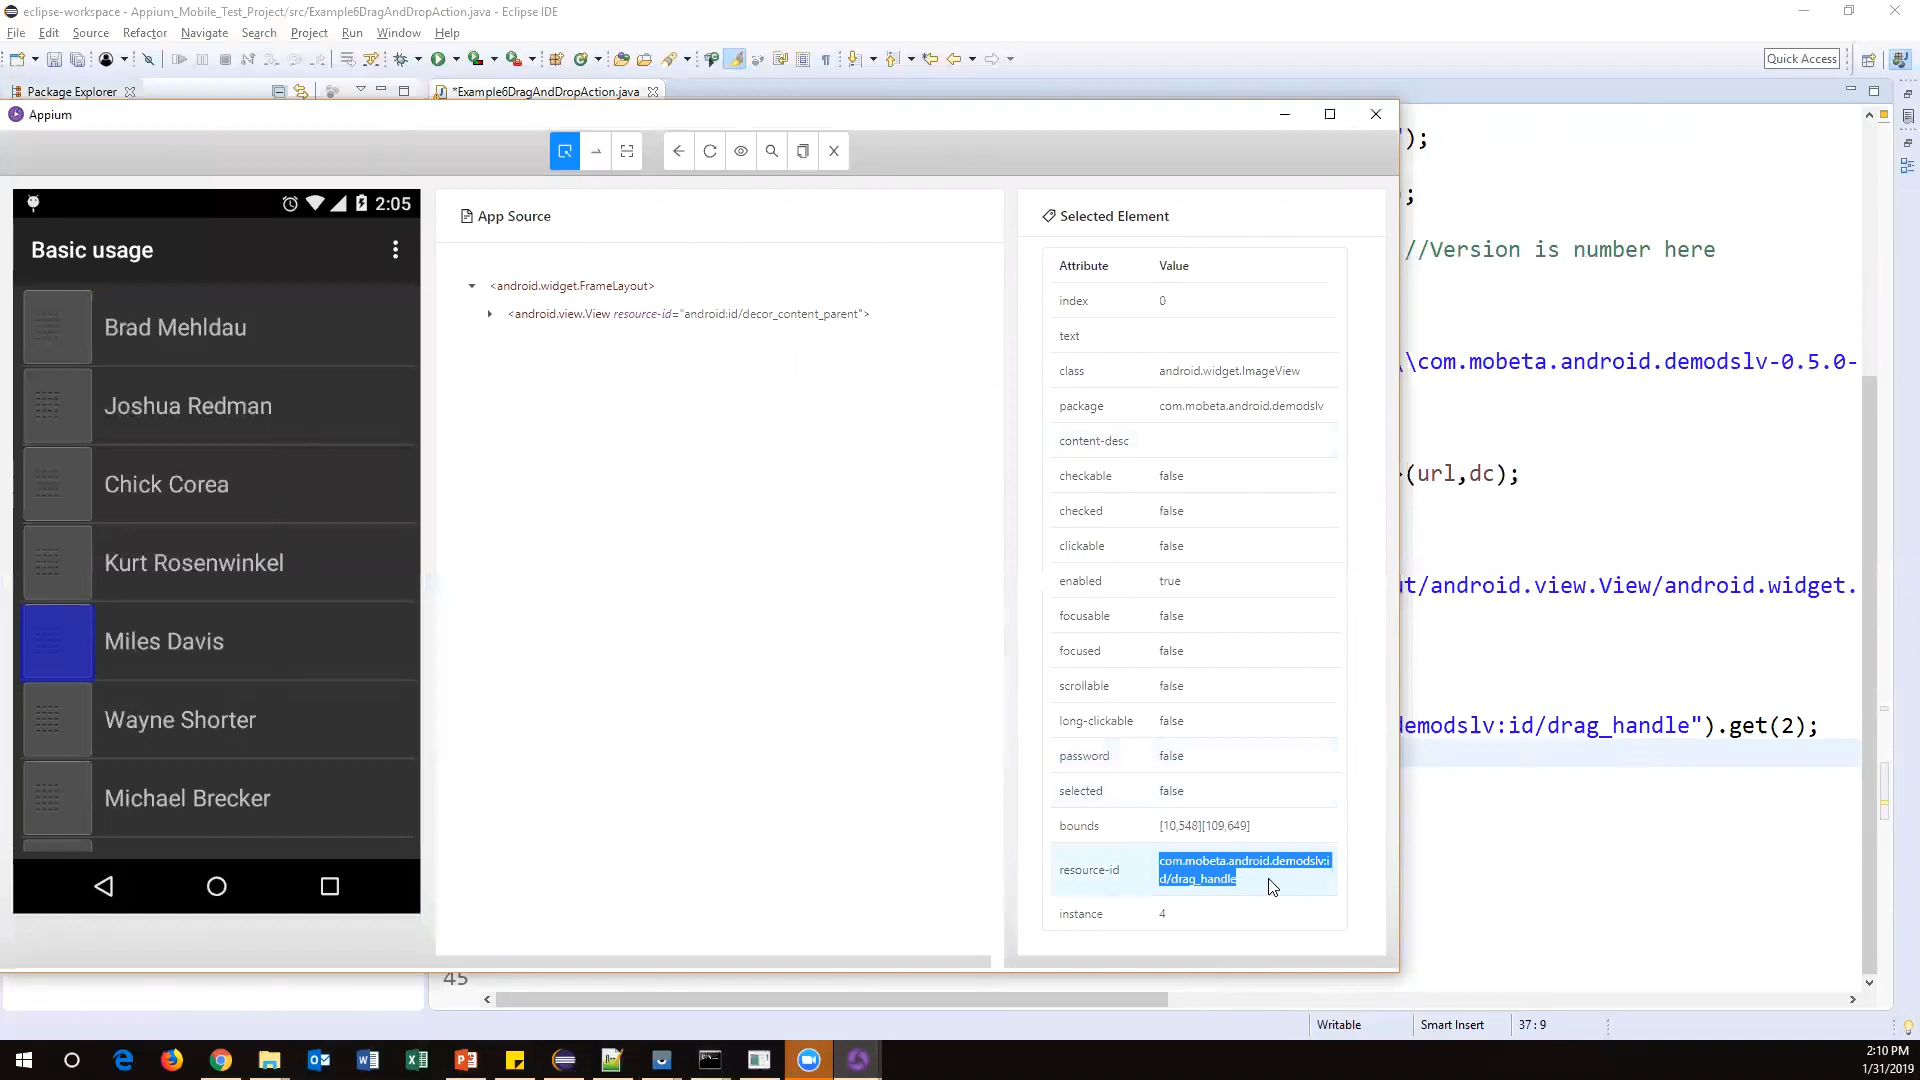 eclipse-workspace - Appium_Mobile_Test_Project/src/Example6DragAndDropAction.java - Eclipse IDE
File Edit Source Refactor Navigate Search Project Run Window Help
Quick Access
Package Explorer
*Example6DragAndDropAction.java
Appium
2:05
Basic usage
Brad Mehldau
Joshua Redman
Chick Corea
Kurt Rosenwinkel
Miles Davis
Wayne Shorter
Michael Brecker
App Source
<android.widget.FrameLayout>
<android.view.View resource-id="android:id/decor_content_parent">
Selected Element
Attribute Value
index 0
text
class android.widget.ImageView
package com.mobeta.android.demodslv
content-desc
checkable false
checked false
clickable false
enabled true
focusable false
focused false
scrollable false
long-clickable false
password false
selected false
bounds [10,548][109,649]
resource-id com.mobeta.android.demodslv:i
d/drag_handle
instance 4
);
;
//Version is number here
\com.mobeta.android.demodslv-0.5.0-
(url,dc);
ut/android.view.View/android.widget.
demodslv:id/drag_handle").get(2);
45
Writable Smart Insert 37 : 9
2:10 PM
1/31/2019